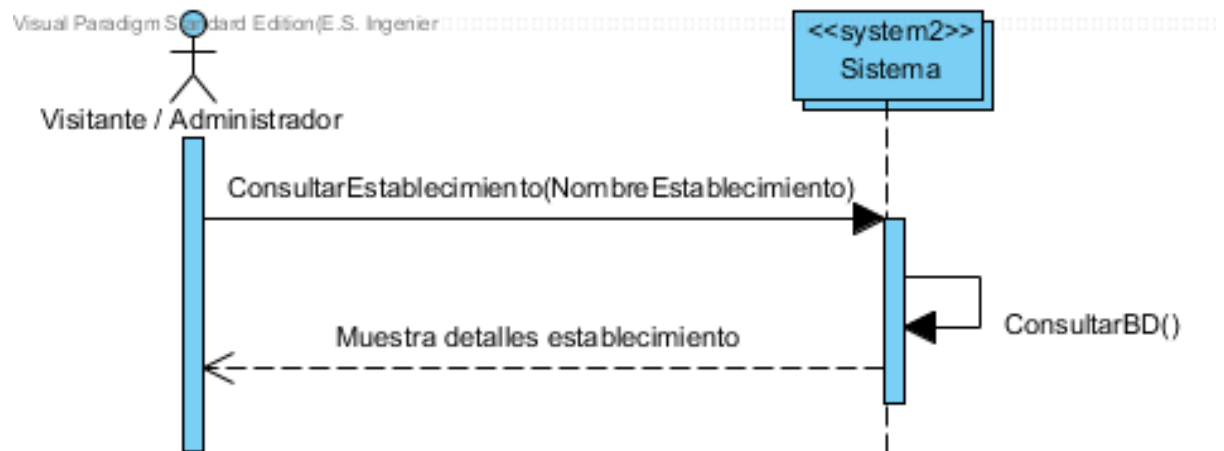 Visual Paradigm Standard Edition(E.S. Ingenier
<<system2>>
Sistema
Visitante / Administrador
ConsultarEstablecimiento(NombreEstablecimiento)
ConsultarBD()
Muestra detalles establecimiento